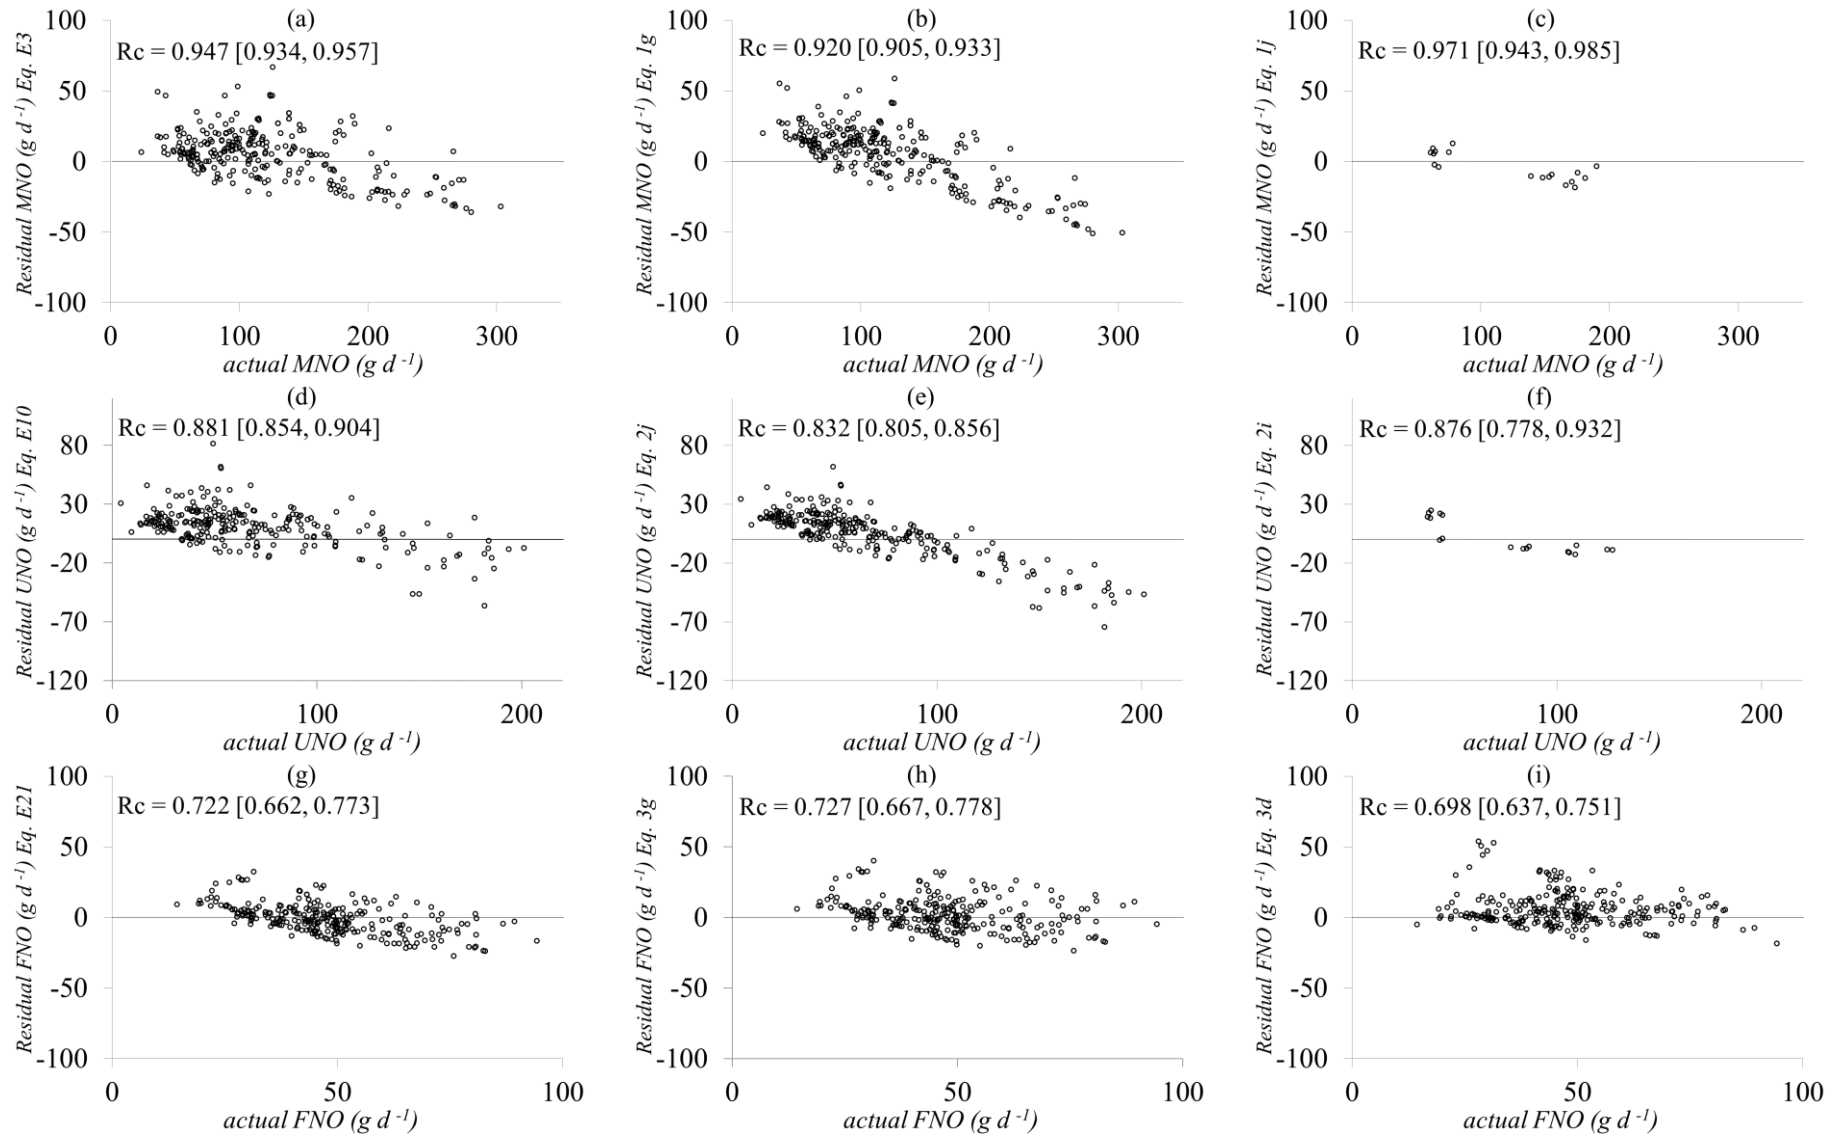 (a)
Rc = 0.947 [0.934, 0.957]
Residual MNO (g d -1) Eq. E3
100
50
0
-50
-100
0 100 200 300
actual MNO (g d -1)
(b)
Rc = 0.920 [0.905, 0.933]
Residual MNO (g d -1) Eq. 1g
100
50
0
-50
-100
0 100 200 300
actual MNO (g d -1)
(c)
Rc = 0.971 [0.943, 0.985]
Residual MNO (g d -1) Eq. 1j
100
50
0
-50
-100
0 100 200 300
actual MNO (g d -1)
(d)
Rc = 0.881 [0.854, 0.904]
Residual UNO (g d -1) Eq. E10
80
30
-20
-70
-120
0 100 200
actual UNO (g d -1)
(e)
Rc = 0.832 [0.805, 0.856]
Residual UNO (g d -1) Eq. 2j
80
30
-20
-70
-120
0 100 200
actual UNO (g d -1)
(f)
Rc = 0.876 [0.778, 0.932]
Residual UNO (g d -1) Eq. 2i
80
30
-20
-70
-120
0 100 200
actual UNO (g d -1)
(g)
Rc = 0.722 [0.662, 0.773]
Residual FNO (g d -1) Eq. E21
100
50
0
-50
-100
0 50 100
actual FNO (g d -1)
(h)
Rc = 0.727 [0.667, 0.778]
Residual FNO (g d -1) Eq. 3g
100
50
0
-50
-100
0 50 100
actual FNO (g d -1)
(i)
Rc = 0.698 [0.637, 0.751]
Residual FNO (g d -1) Eq. 3d
100
50
0
-50
-100
0 50 100
actual FNO (g d -1)